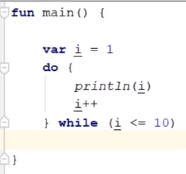 fun main() {
var i = 1
do {
println(i)
i++
} while (i <= 10)
}